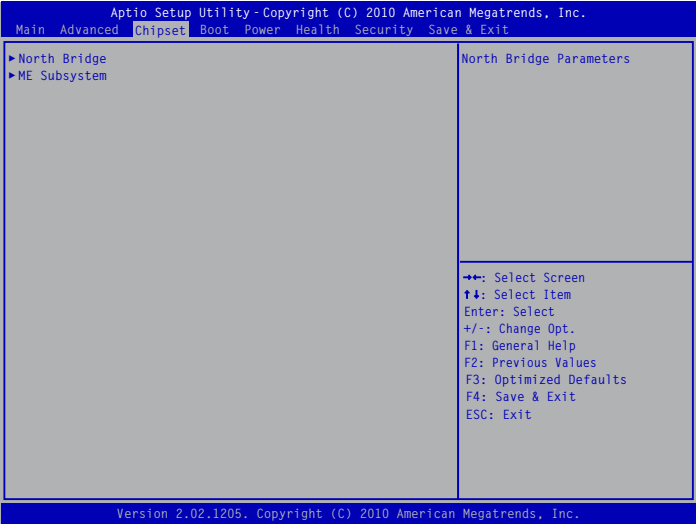 Aptio Setup Utility - Copyright (C) 2010 American Megatrends, Inc.
Main Advanced Chipset Boot Power Health Security Save & Exit
►North Bridge
►ME Subsystem
North Bridge Parameters
→←: Select Screen
↑↓: Select Item
Enter: Select
+/-: Change Opt.
F1: General Help
F2: Previous Values
F3: Optimized Defaults
F4: Save & Exit
ESC: Exit
Version 2.02.1205. Copyright (C) 2010 American Megatrends, Inc.